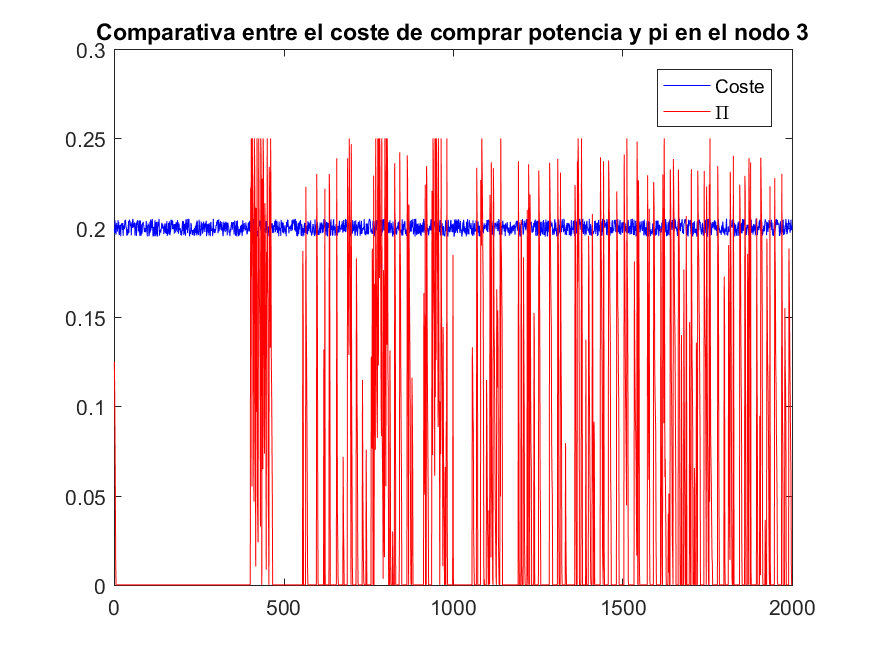 Comparativa entre el coste de comprar potencia y pi en el nodo 3
0.3
Coste
Π
0.25
0.2
0.15
0.1
0.05
0
0 500 1000 1500 2000